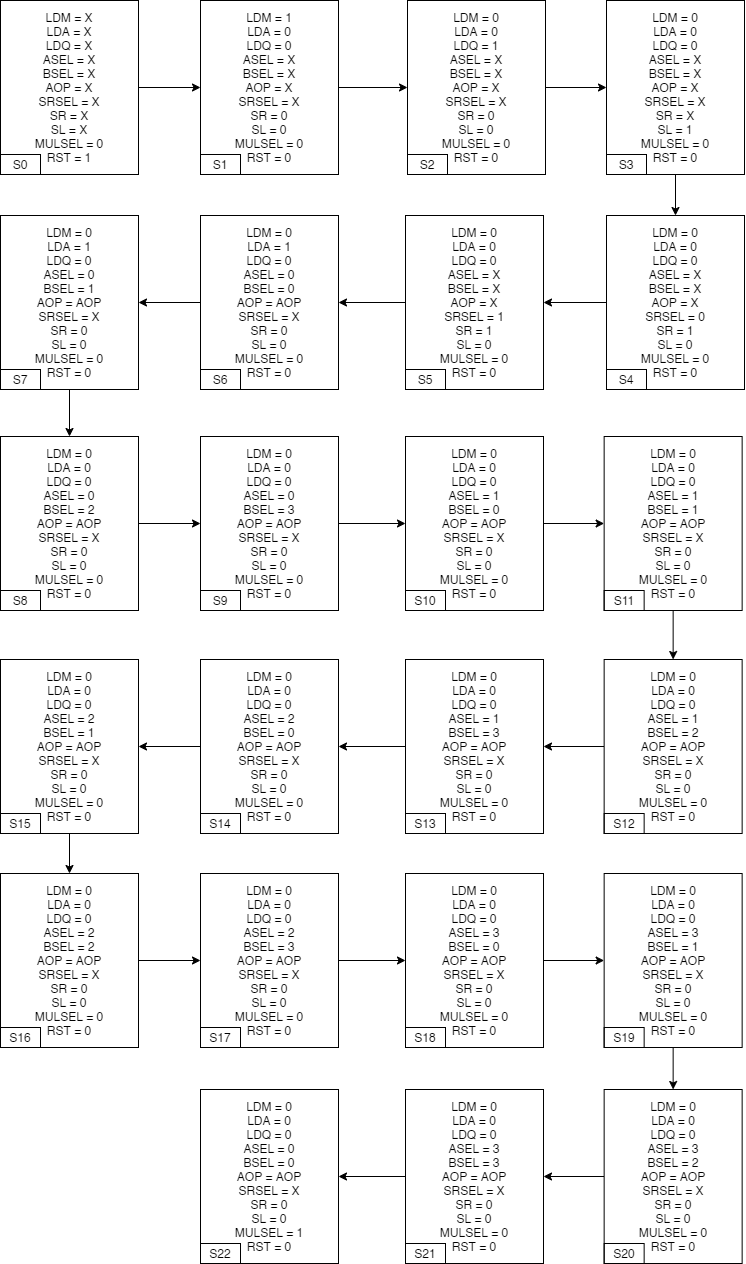 LDM = X
LDA = X
LDQ = X
ASEL = X
BSEL = X
AOP = X
SRSEL = X
SR = X
SL = X
MULSEL = 0
RST = 1
S0
LDM = 1
LDA = 0
LDQ = 0
ASEL = X
BSEL = X
AOP = X
SRSEL = X
SR = 0
SL = 0
MULSEL = 0
RST = 0
S1
LDM = 0
LDA = 0
LDQ = 1
ASEL = X
BSEL = X
AOP = X
SRSEL = X
SR = 0
SL = 0
MULSEL = 0
RST = 0
S2
LDM = 0
LDA = 0
LDQ = 0
ASEL = X
BSEL = X
AOP = X
SRSEL = X
SR = X
SL = 1
MULSEL = 0
RST = 0
S3
LDM = 0
LDA = 1
LDQ = 0
ASEL = 0
BSEL = 1
AOP = AOP
SRSEL = X
SR = 0
SL = 0
MULSEL = 0
RST = 0
S7
LDM = 0
LDA = 1
LDQ = 0
ASEL = 0
BSEL = 0
AOP = AOP
SRSEL = X
SR = 0
SL = 0
MULSEL = 0
RST = 0
S6
LDM = 0
LDA = 0
LDQ = 0
ASEL = X
BSEL = X
AOP = X
SRSEL = 1
SR = 1
SL = 0
MULSEL = 0
RST = 0
S5
LDM = 0
LDA = 0
LDQ = 0
ASEL = X
BSEL = X
AOP = X
SRSEL = 0
SR = 1
SL = 0
MULSEL = 0
RST = 0
S4
LDM = 0
LDA = 0
LDQ = 0
ASEL = 0
BSEL = 2
AOP = AOP
SRSEL = X
SR = 0
SL = 0
MULSEL = 0
RST = 0
S8
LDM = 0
LDA = 0
LDQ = 0
ASEL = 0
BSEL = 3
AOP = AOP
SRSEL = X
SR = 0
SL = 0
MULSEL = 0
RST = 0
S9
LDM = 0
LDA = 0
LDQ = 0
ASEL = 1
BSEL = 0
AOP = AOP
SRSEL = X
SR = 0
SL = 0
MULSEL = 0
RST = 0
S10
LDM = 0
LDA = 0
LDQ = 0
ASEL = 1
BSEL = 1
AOP = AOP
SRSEL = X
SR = 0
SL = 0
MULSEL = 0
RST = 0
S11
LDM = 0
LDA = 0
LDQ = 0
ASEL = 2
BSEL = 1
AOP = AOP
SRSEL = X
SR = 0
SL = 0
MULSEL = 0
RST = 0
S15
LDM = 0
LDA = 0
LDQ = 0
ASEL = 2
BSEL = 0
AOP = AOP
SRSEL = X
SR = 0
SL = 0
MULSEL = 0
RST = 0
S14
LDM = 0
LDA = 0
LDQ = 0
ASEL = 1
BSEL = 3
AOP = AOP
SRSEL = X
SR = 0
SL = 0
MULSEL = 0
RST = 0
S13
LDM = 0
LDA = 0
LDQ = 0
ASEL = 1
BSEL = 2
AOP = AOP
SRSEL = X
SR = 0
SL = 0
MULSEL = 0
RST = 0
S12
LDM = 0
LDA = 0
LDQ = 0
ASEL = 2
BSEL = 2
AOP = AOP
SRSEL = X
SR = 0
SL = 0
MULSEL = 0
RST = 0
S16
LDM = 0
LDA = 0
LDQ = 0
ASEL = 2
BSEL = 3
AOP = AOP
SRSEL = X
SR = 0
SL = 0
MULSEL = 0
RST = 0
S17
LDM = 0
LDA = 0
LDQ = 0
ASEL = 3
BSEL = 0
AOP = AOP
SRSEL = X
SR = 0
SL = 0
MULSEL = 0
RST = 0
S18
LDM = 0
LDA = 0
LDQ = 0
ASEL = 3
BSEL = 1
AOP = AOP
SRSEL = X
SR = 0
SL = 0
MULSEL = 0
RST = 0
S19
LDM = 0
LDA = 0
LDQ = 0
ASEL = 0
BSEL = 0
AOP = AOP
SRSEL = X
SR = 0
SL = 0
MULSEL = 1
RST = 0
S22
LDM = 0
LDA = 0
LDQ = 0
ASEL = 3
BSEL = 3
AOP = AOP
SRSEL = X
SR = 0
SL = 0
MULSEL = 0
RST = 0
S21
LDM = 0
LDA = 0
LDQ = 0
ASEL = 3
BSEL = 2
AOP = AOP
SRSEL = X
SR = 0
SL = 0
MULSEL = 0
RST = 0
S20